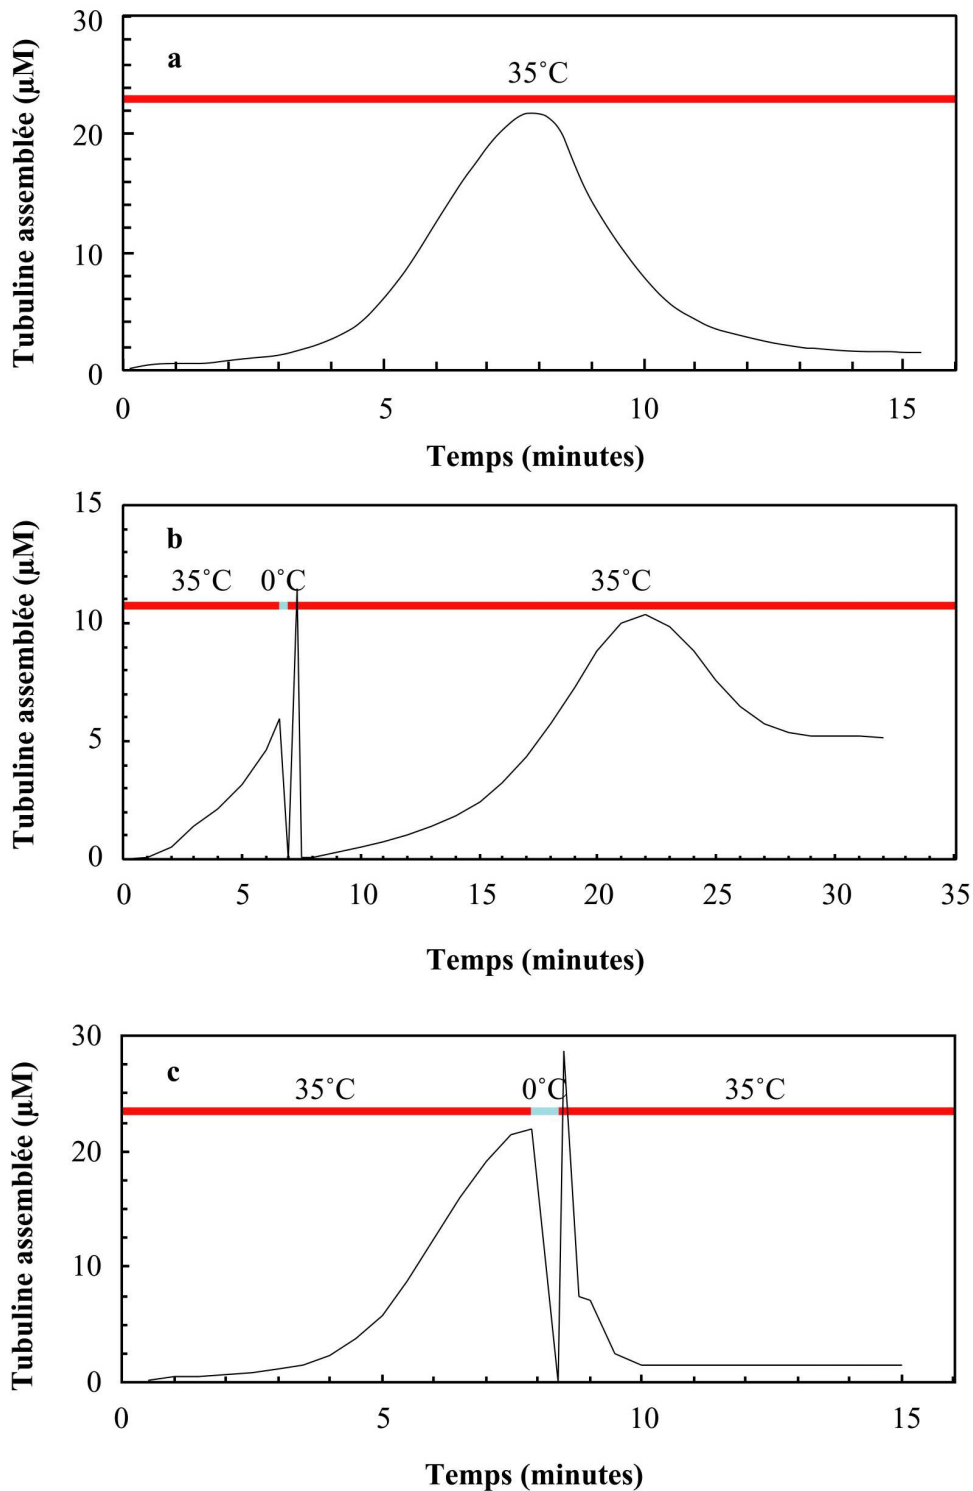 30
a
35˚C
20
10
0
Tubuline assemblée (µM)
0 5 10 15
Temps (minutes)
15
b
35˚C 0˚C 35˚C
10
5
0
Tubuline assemblée (µM)
0 5 10 15 20 25 30 35
Temps (minutes)
30
c
35˚C 0˚C 35˚C
20
10
0
Tubuline assemblée (µM)
0 5 10 15
Temps (minutes)